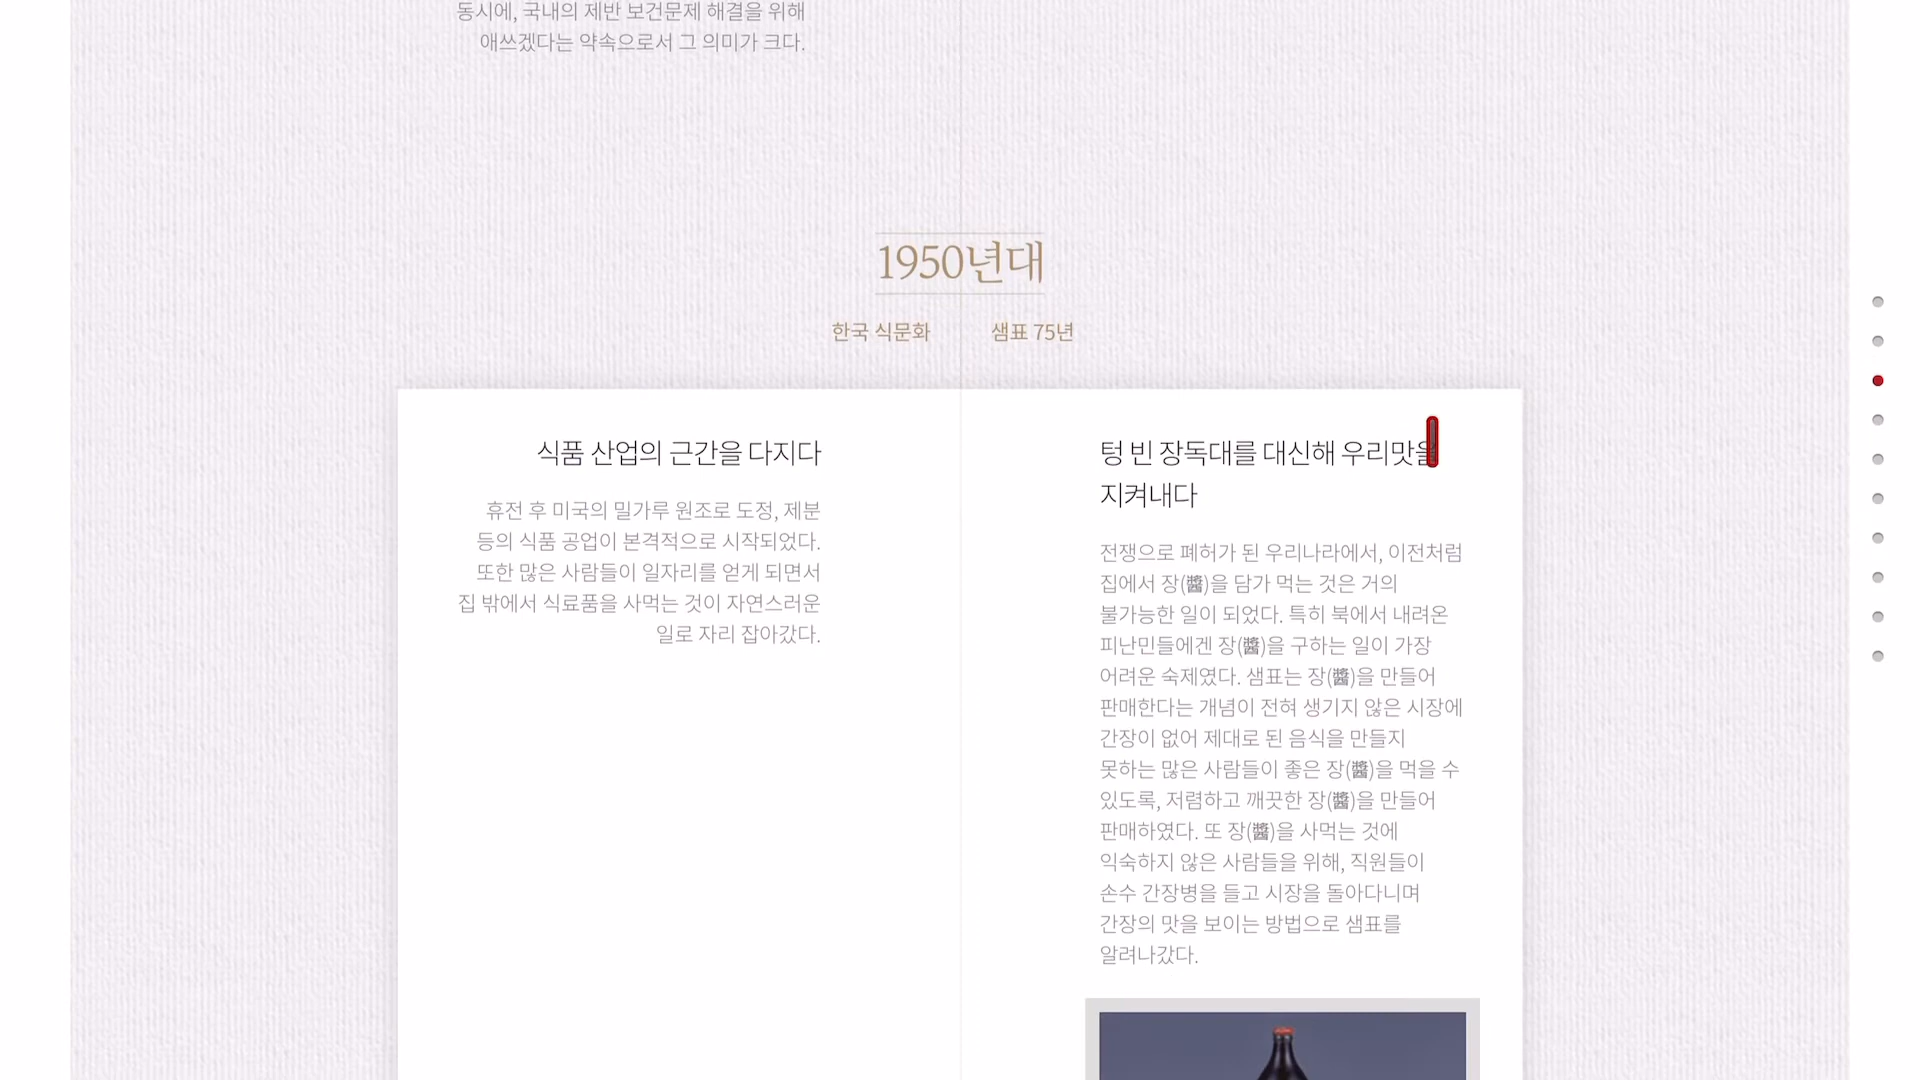 동시에, 국내의 제반 보건문제 해결을 위해
애쓰겠다는 약속으로서 그 의미가 크다.
1950년대
한국 식문화
샘표 75년
식품 산업의 근간을 다지다
휴전 후 미국의 밀가루 원조로 도정, 제분
등의 식품 공업이 본격적으로 시작되었다.
또한 많은 사람들이 일자리를 얻게 되면서
집 밖에서 식료품을 사먹는 것이 자연스러운
일로 자리 잡아갔다.
텅 빈 장독대를 대신해 우리맛을
지켜내다
전쟁으로 폐허가 된 우리나라에서, 이전처럼
집에서 장(醬)을 담가 먹는 것은 거의
불가능한 일이 되었다. 특히 북에서 내려온
피난민들에겐 장(醬)을 구하는 일이 가장
어려운 숙제였다. 샘표는 장(醬)을 만들어
판매한다는 개념이 전혀 생기지 않은 시장에
간장이 없어 제대로 된 음식을 만들지
못하는 많은 사람들이 좋은 장(醬)을 먹을 수
있도록, 저렴하고 깨끗한 장(醬)을 만들어
판매하였다. 또 장(醬)을 사먹는 것에
익숙하지 않은 사람들을 위해, 직원들이
손수 간장병을 들고 시장을 돌아다니며
간장의 맛을 보이는 방법으로 샘표를
알려나갔다.